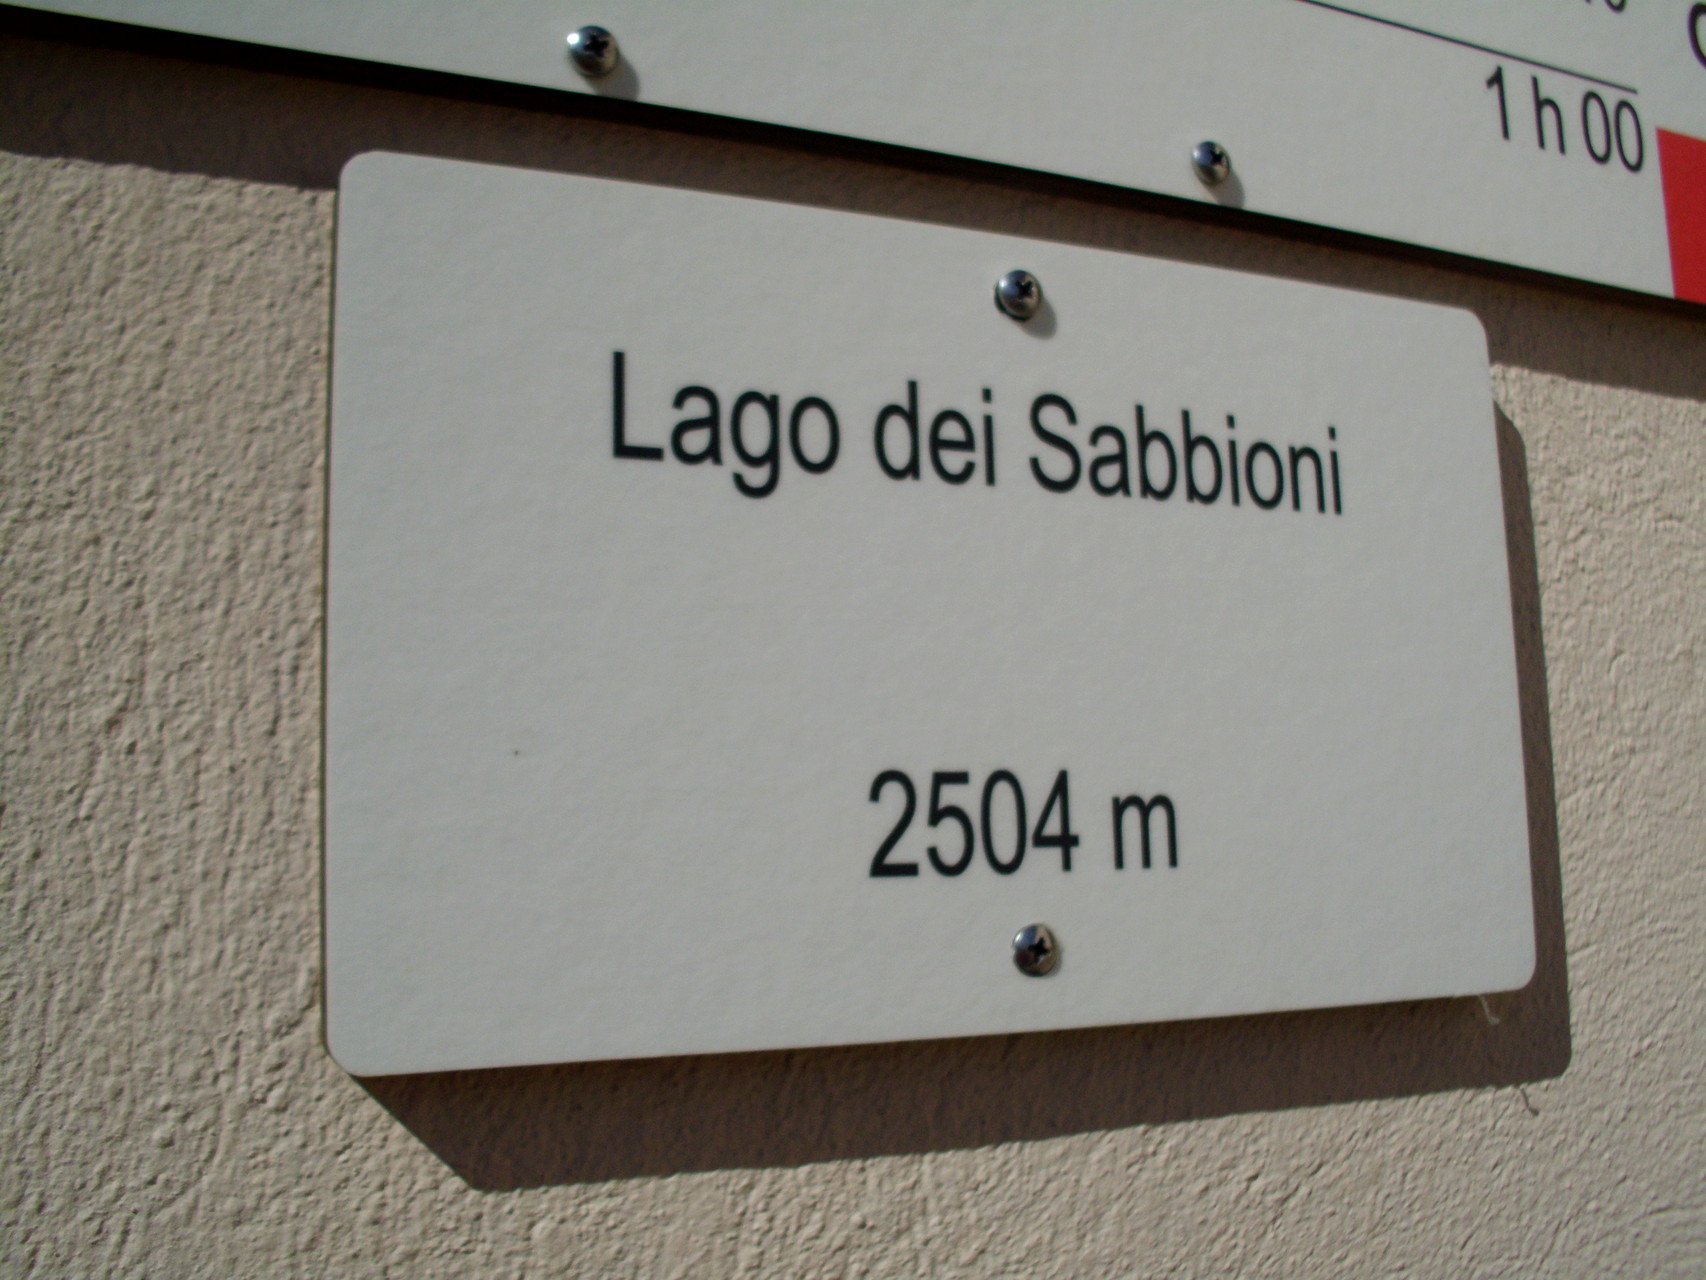 1 h 00
Lago dei Sabbioni
2504 m